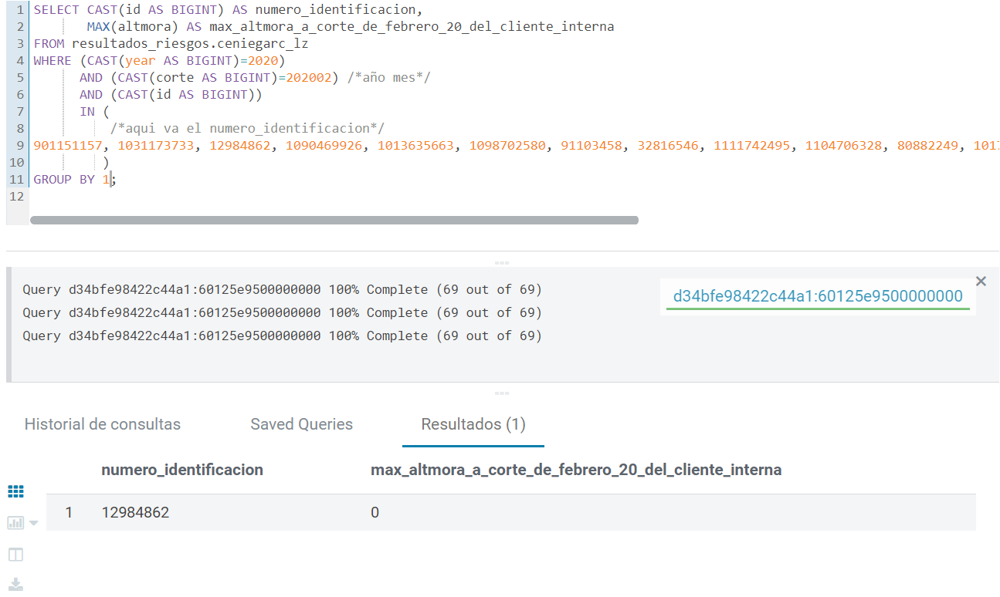 1 SELECT CAST(id AS BIGINT) AS numero_identificacion,
2 MAX(altmora) AS max_altmora_a_corte_de_febrero_20_del_cliente_interna
3 FROM resultados_riesgos.ceniegarc_lz
4 WHERE (CAST(year AS BIGINT)=2020)
5 AND (CAST(corte AS BIGINT)=202002) /*año mes*/
6 AND (CAST(id AS BIGINT))
7 IN (
8 /*aqui va el numero_identificacion*/
9 901151157, 1031173733, 12984862, 1090469926, 1013635663, 1098702580, 91103458, 32816546, 1111742495, 1104706328, 80882249, 101
10 )
11 GROUP BY 1;
12
Query d34bfe98422c44a1:60125e9500000000 100% Complete (69 out of 69)
Query d34bfe98422c44a1:60125e9500000000 100% Complete (69 out of 69)
Query d34bfe98422c44a1:60125e9500000000 100% Complete (69 out of 69)
d34bfe98422c44a1:60125e9500000000
Historial de consultas Saved Queries Resultados (1)
numero_identificacion max_altmora_a_corte_de_febrero_20_del_cliente_interna
1 12984862 0